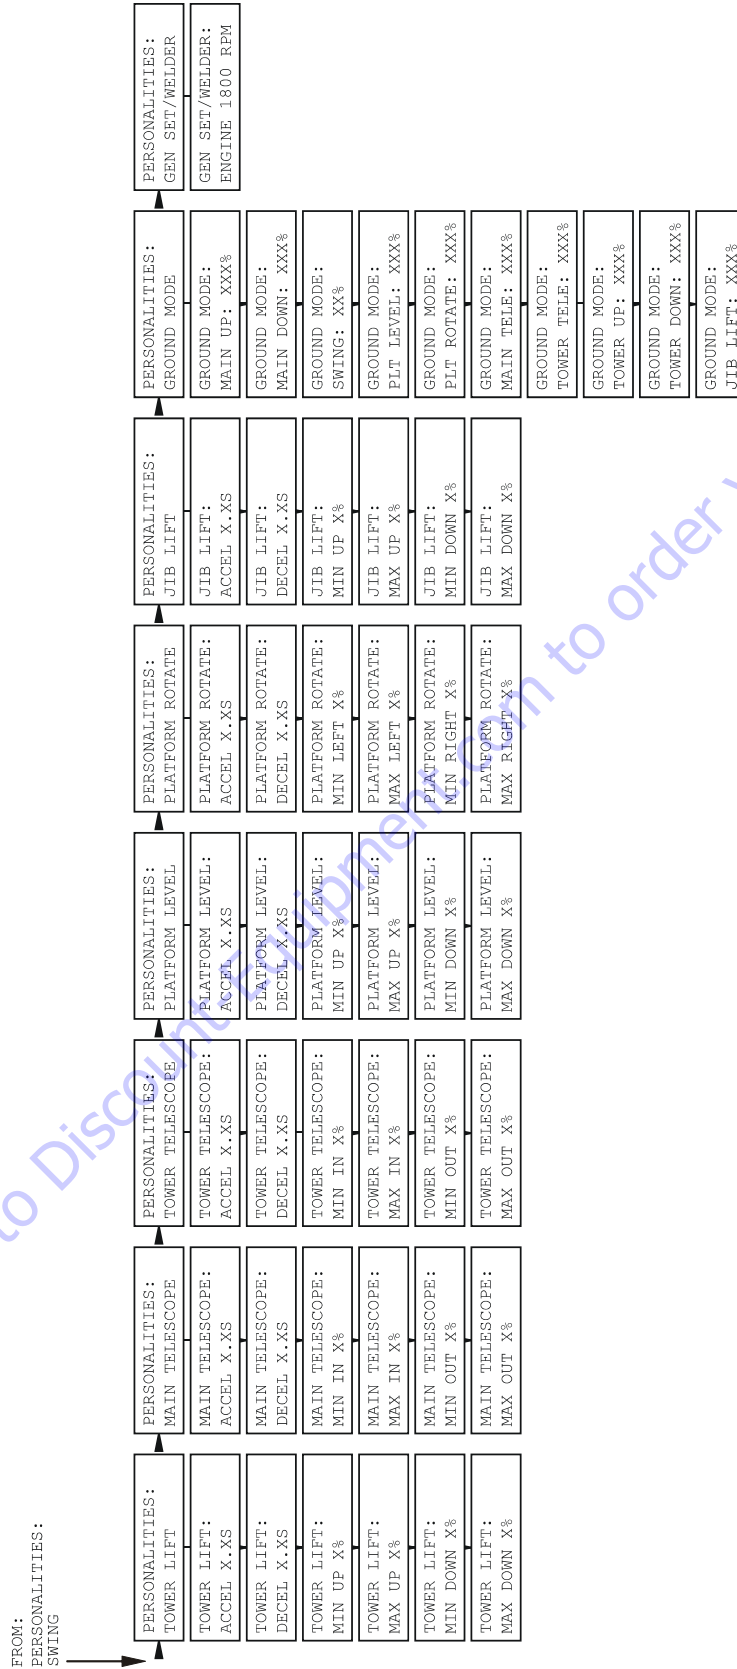 FROM:
PERSONALITIES:
SWING
PERSONALITIES:
TOWER LIFT
TOWER LIFT:
ACCEL X.XS
TOWER LIFT:
DECEL X.XS
TOWER LIFT:
MIN UP X%
TOWER LIFT:
MAX UP X%
TOWER LIFT:
MIN DOWN X%
TOWER LIFT:
MAX DOWN X%
PERSONALITIES:
MAIN TELESCOPE
MAIN TELESCOPE:
ACCEL X.XS
MAIN TELESCOPE:
DECEL X.XS
MAIN TELESCOPE:
MIN IN X%
MAIN TELESCOPE:
MAX IN X%
MAIN TELESCOPE:
MIN OUT X%
MAIN TELESCOPE:
MAX OUT X%
PERSONALITIES:
TOWER TELESCOPE
TOWER TELESCOPE:
ACCEL X.XS
TOWER TELESCOPE:
DECEL X.XS
TOWER TELESCOPE:
MIN IN X%
TOWER TELESCOPE:
MAX IN X%
TOWER TELESCOPE:
MIN OUT X%
TOWER TELESCOPE:
MAX OUT X%
PERSONALITIES:
PLATFORM LEVEL
PLATFORM LEVEL:
ACCEL X.XS
PLATFORM LEVEL:
DECEL X.XS
PLATFORM LEVEL:
MIN UP X%
PLATFORM LEVEL:
MAX UP X%
PLATFORM LEVEL:
MIN DOWN X%
PLATFORM LEVEL:
MAX DOWN X%
PERSONALITIES:
PLATFORM ROTATE
PLATFORM ROTATE:
ACCEL X.XS
PLATFORM ROTATE:
DECEL X.XS
PLATFORM ROTATE:
MIN LEFT X%
PLATFORM ROTATE:
MAX LEFT X%
PLATFORM ROTATE:
MIN RIGHT X%
PLATFORM ROTATE:
MAX RIGHT X%
PERSONALITIES:
JIB LIFT
JIB LIFT:
ACCEL X.XS
JIB LIFT:
DECEL X.XS
JIB LIFT:
MIN UP X%
JIB LIFT:
MAX UP X%
JIB LIFT:
MIN DOWN X%
JIB LIFT:
MAX DOWN X%
PERSONALITIES:
GROUND MODE
GROUND MODE:
MAIN UP: XXX%
GROUND MODE:
MAIN DOWN: XXX%
GROUND MODE:
SWING: XX%
GROUND MODE:
PLT LEVEL: XXX%
GROUND MODE:
PLT ROTATE: XXX%
GROUND MODE:
MAIN TELE: XXX%
GROUND MODE:
TOWER TELE: XXX%
GROUND MODE:
TOWER UP: XXX%
GROUND MODE:
TOWER DOWN: XXX%
GROUND MODE:
JIB LIFT: XXX%
PERSONALITIES:
GEN SET/WELDER
GEN SET/WELDER:
ENGINE 1800 RPM
to Discount-Equipment.com to order